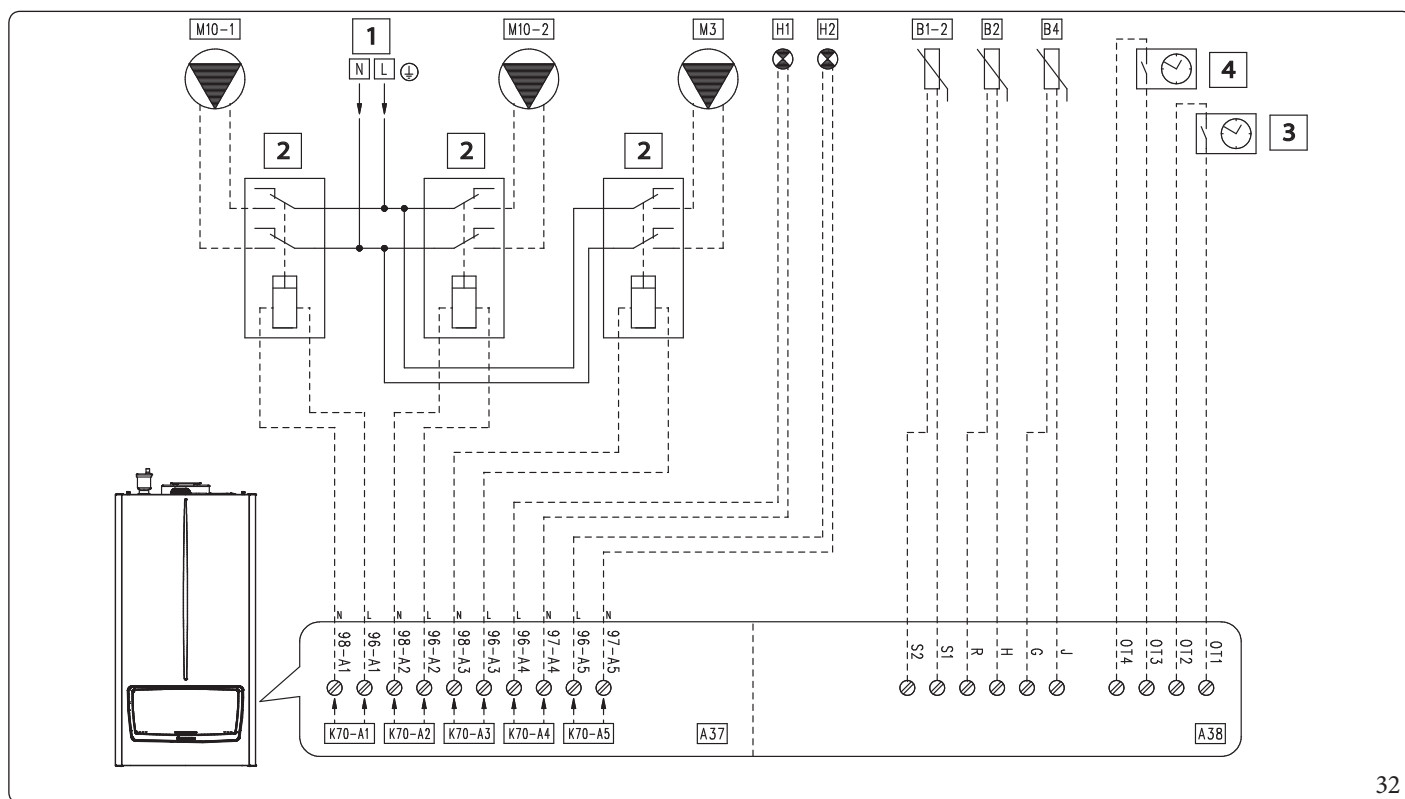 M10-1
1
M10-2
M3
H1
H2
B1-2
B2
B4
4
N L
3
2
2
2
N L N L N L L N L N
98-A1
96-A1
98-A2
96-A2
98-A3
96-A3
96-A4
97-A4
96-A5
97-A5
S2
S1
R
H
G
J
OT4
OT3
OT2
OT1
K70-A1
K70-A2
K70-A3
K70-A4
K70-A5
A37
A38
32